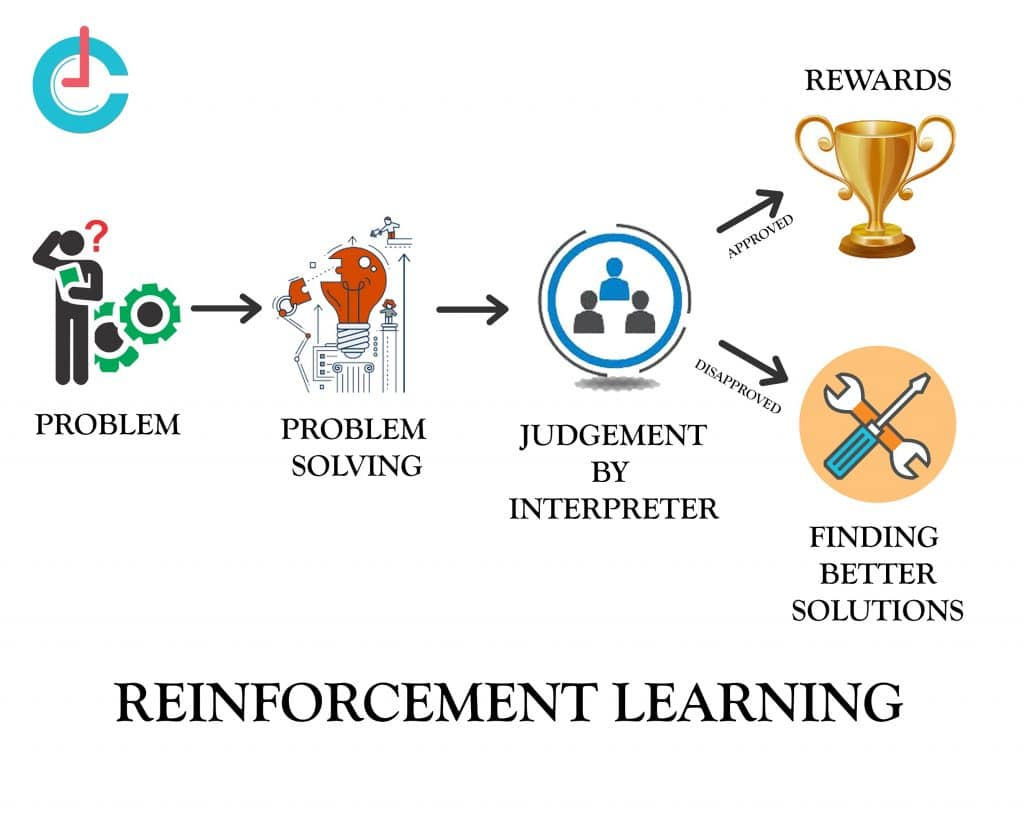 REWARDS
APPROVED
?
DISAPPROVED
PROBLEM
PROBLEM
SOLVING
JUDGEMENT
BY
INTERPRETER
FINDING
BETTER
SOLUTIONS
REINFORCEMENT LEARNING